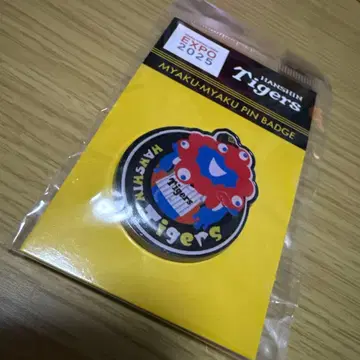 EXPO
2025
HANSHIN
Tigers
MYAKU-MYAKU PIN BADGE
Tigers
HANSHIN
Tigers